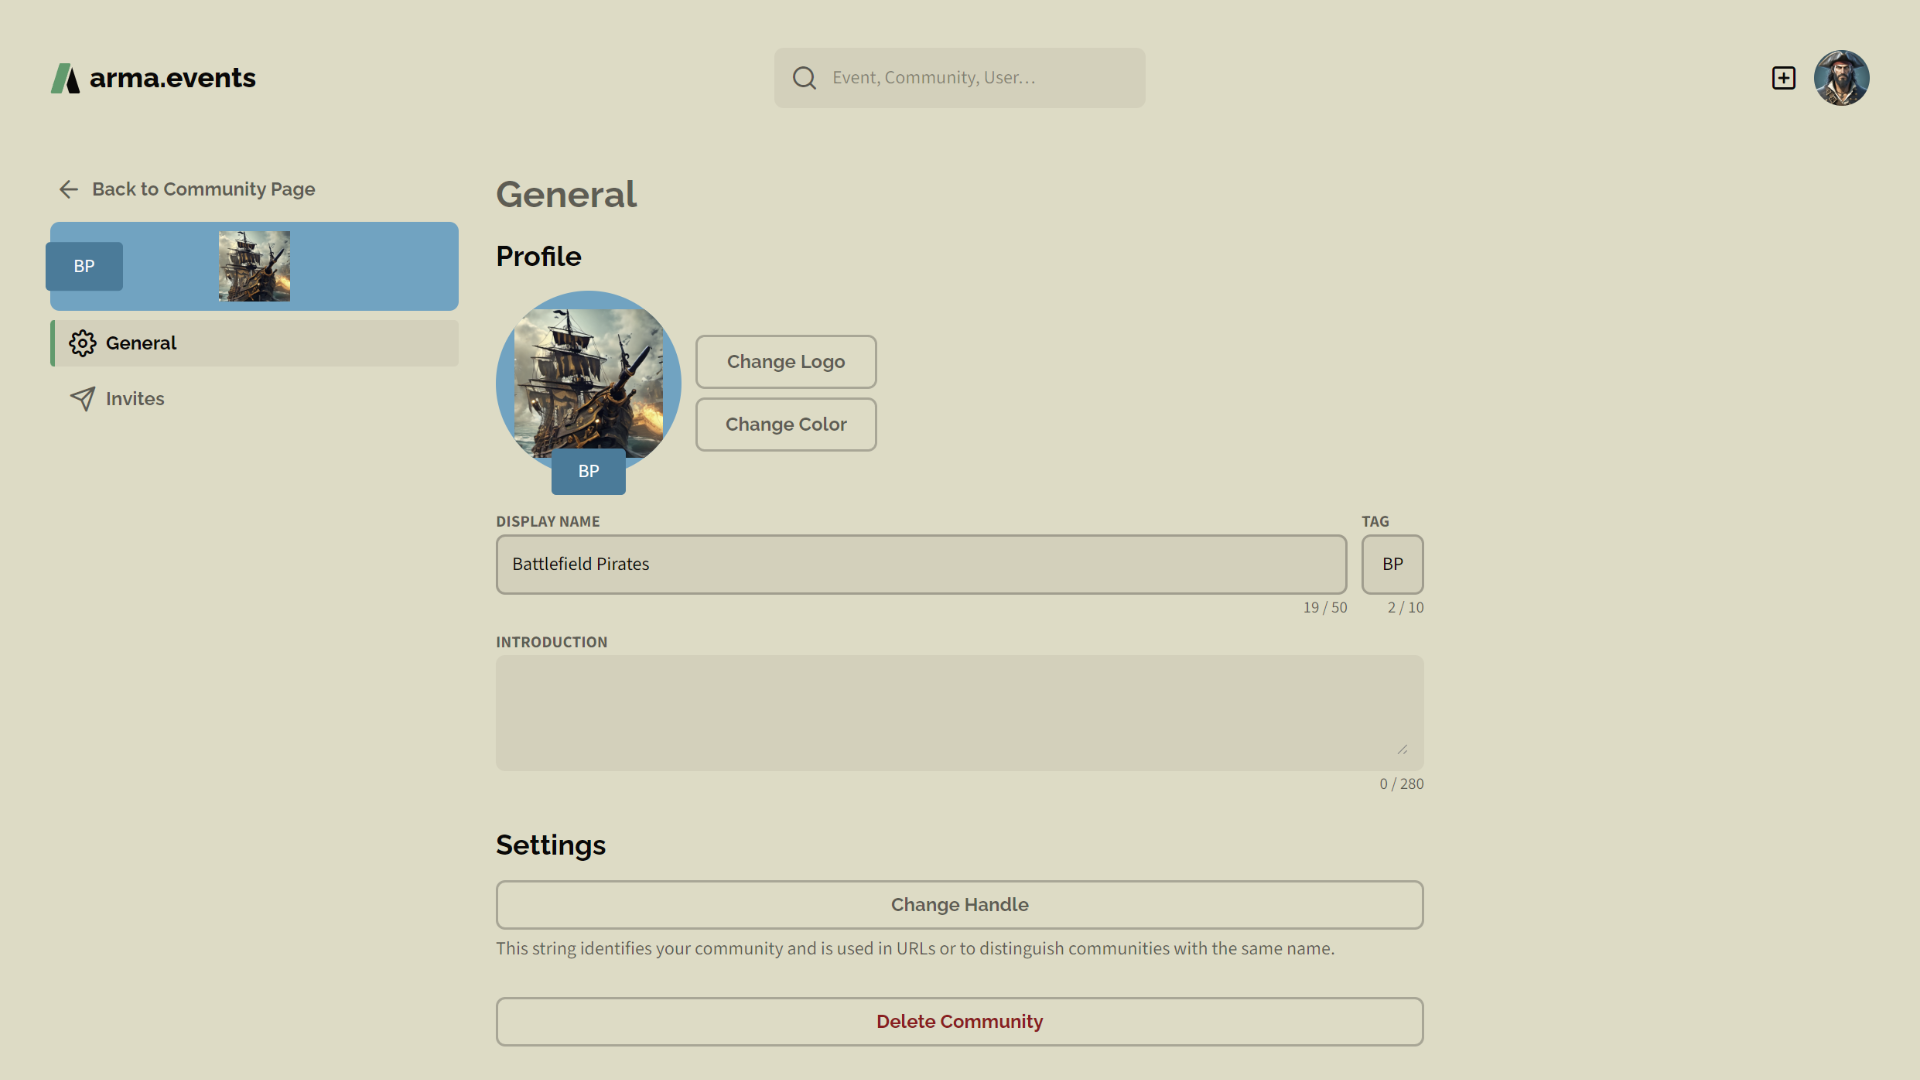 arma.events
Event, Community, User…
Back to Community Page
BP
General
Invites
General
Profile
BP
Change Logo
Change Color
DISPLAY NAME
TAG
Battlefield Pirates
BP
19 / 50
2 / 10
INTRODUCTION
0 / 280
Settings
Change Handle
This string identifies your community and is used in URLs or to distinguish communities with the same name.
Delete Community